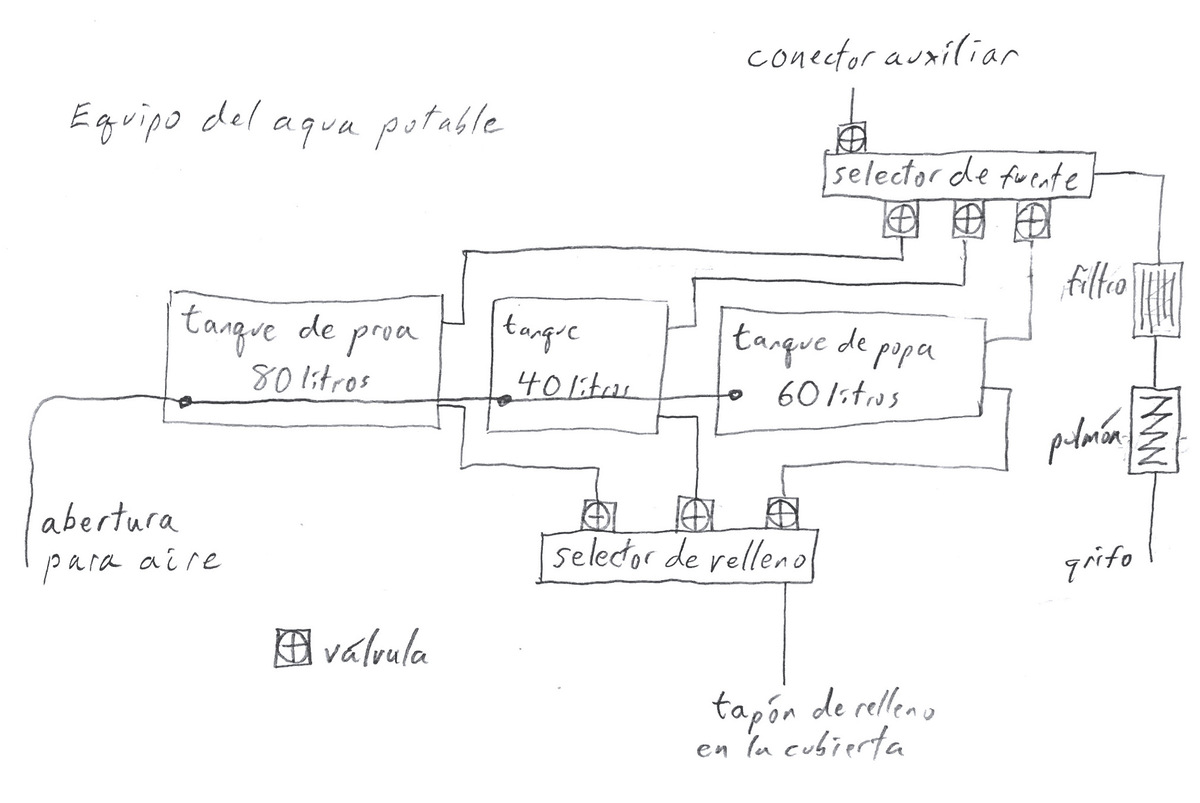 conector auxiliar
Equipo del agua potable
selector de fuente
filtro
tanque de proa
80 litros
tanque
40 litros
tanque de popa
60 litros
pulmón
abertura
para aire
selector de relleno
grifo
válvula
tapón de relleno
en la cubierta